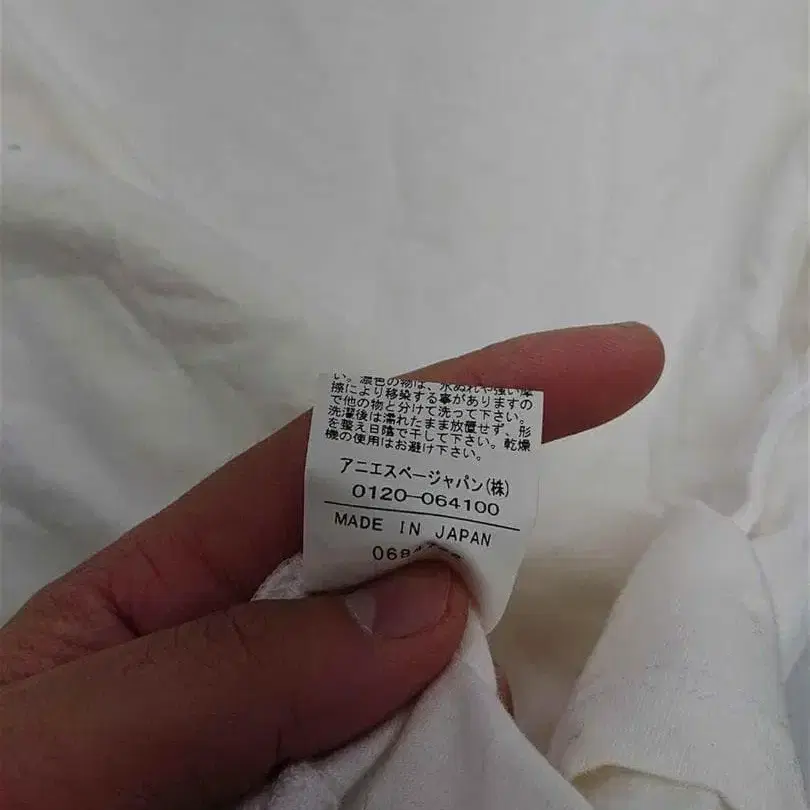 い。濃色の物は、水ぬれや強い摩
擦により移染する事がありますの
で他の物と分けて洗って下さい。
洗濯後は濡れたまま放置せず、形
を整え日陰で干して下さい。乾燥
機の使用はお避け下さい。
アニエスベージャパン(株)
0120-064100
MADE IN JAPAN